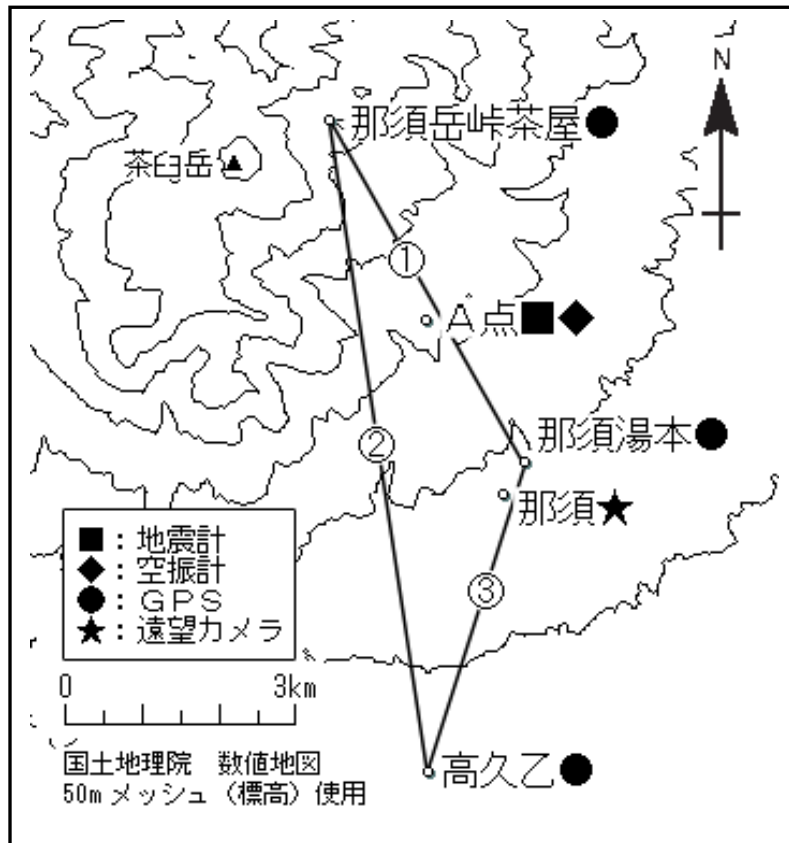 N
那須岳峠茶屋●
茶臼岳▲
①
A点■◆
那須湯本●
②
那須★
■：地震計
◆：空振計
●：ＧＰＳ
★：遠望カメラ
③
0 3km
国土地理院 数値地図
50mメッシュ（標高）使用
高久乙●